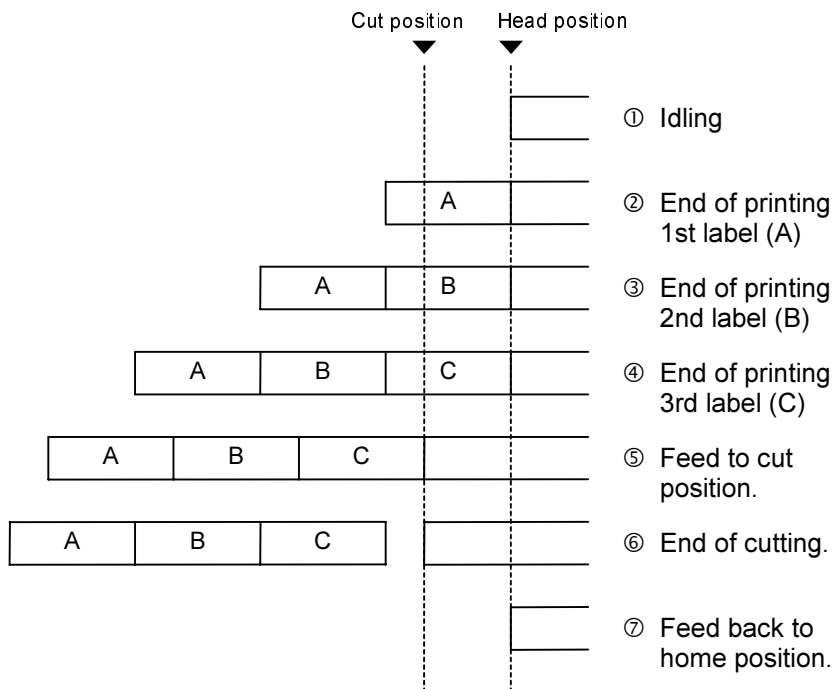 Cut position Head position
① Idling
A
② End of printing
1st label (A)
A B
③ End of printing
2nd label (B)
A B C
④ End of printing
3rd label (C)
A B C
⑤ Feed to cut
position.
A B C
⑥ End of cutting.
⑦ Feed back to
home position.